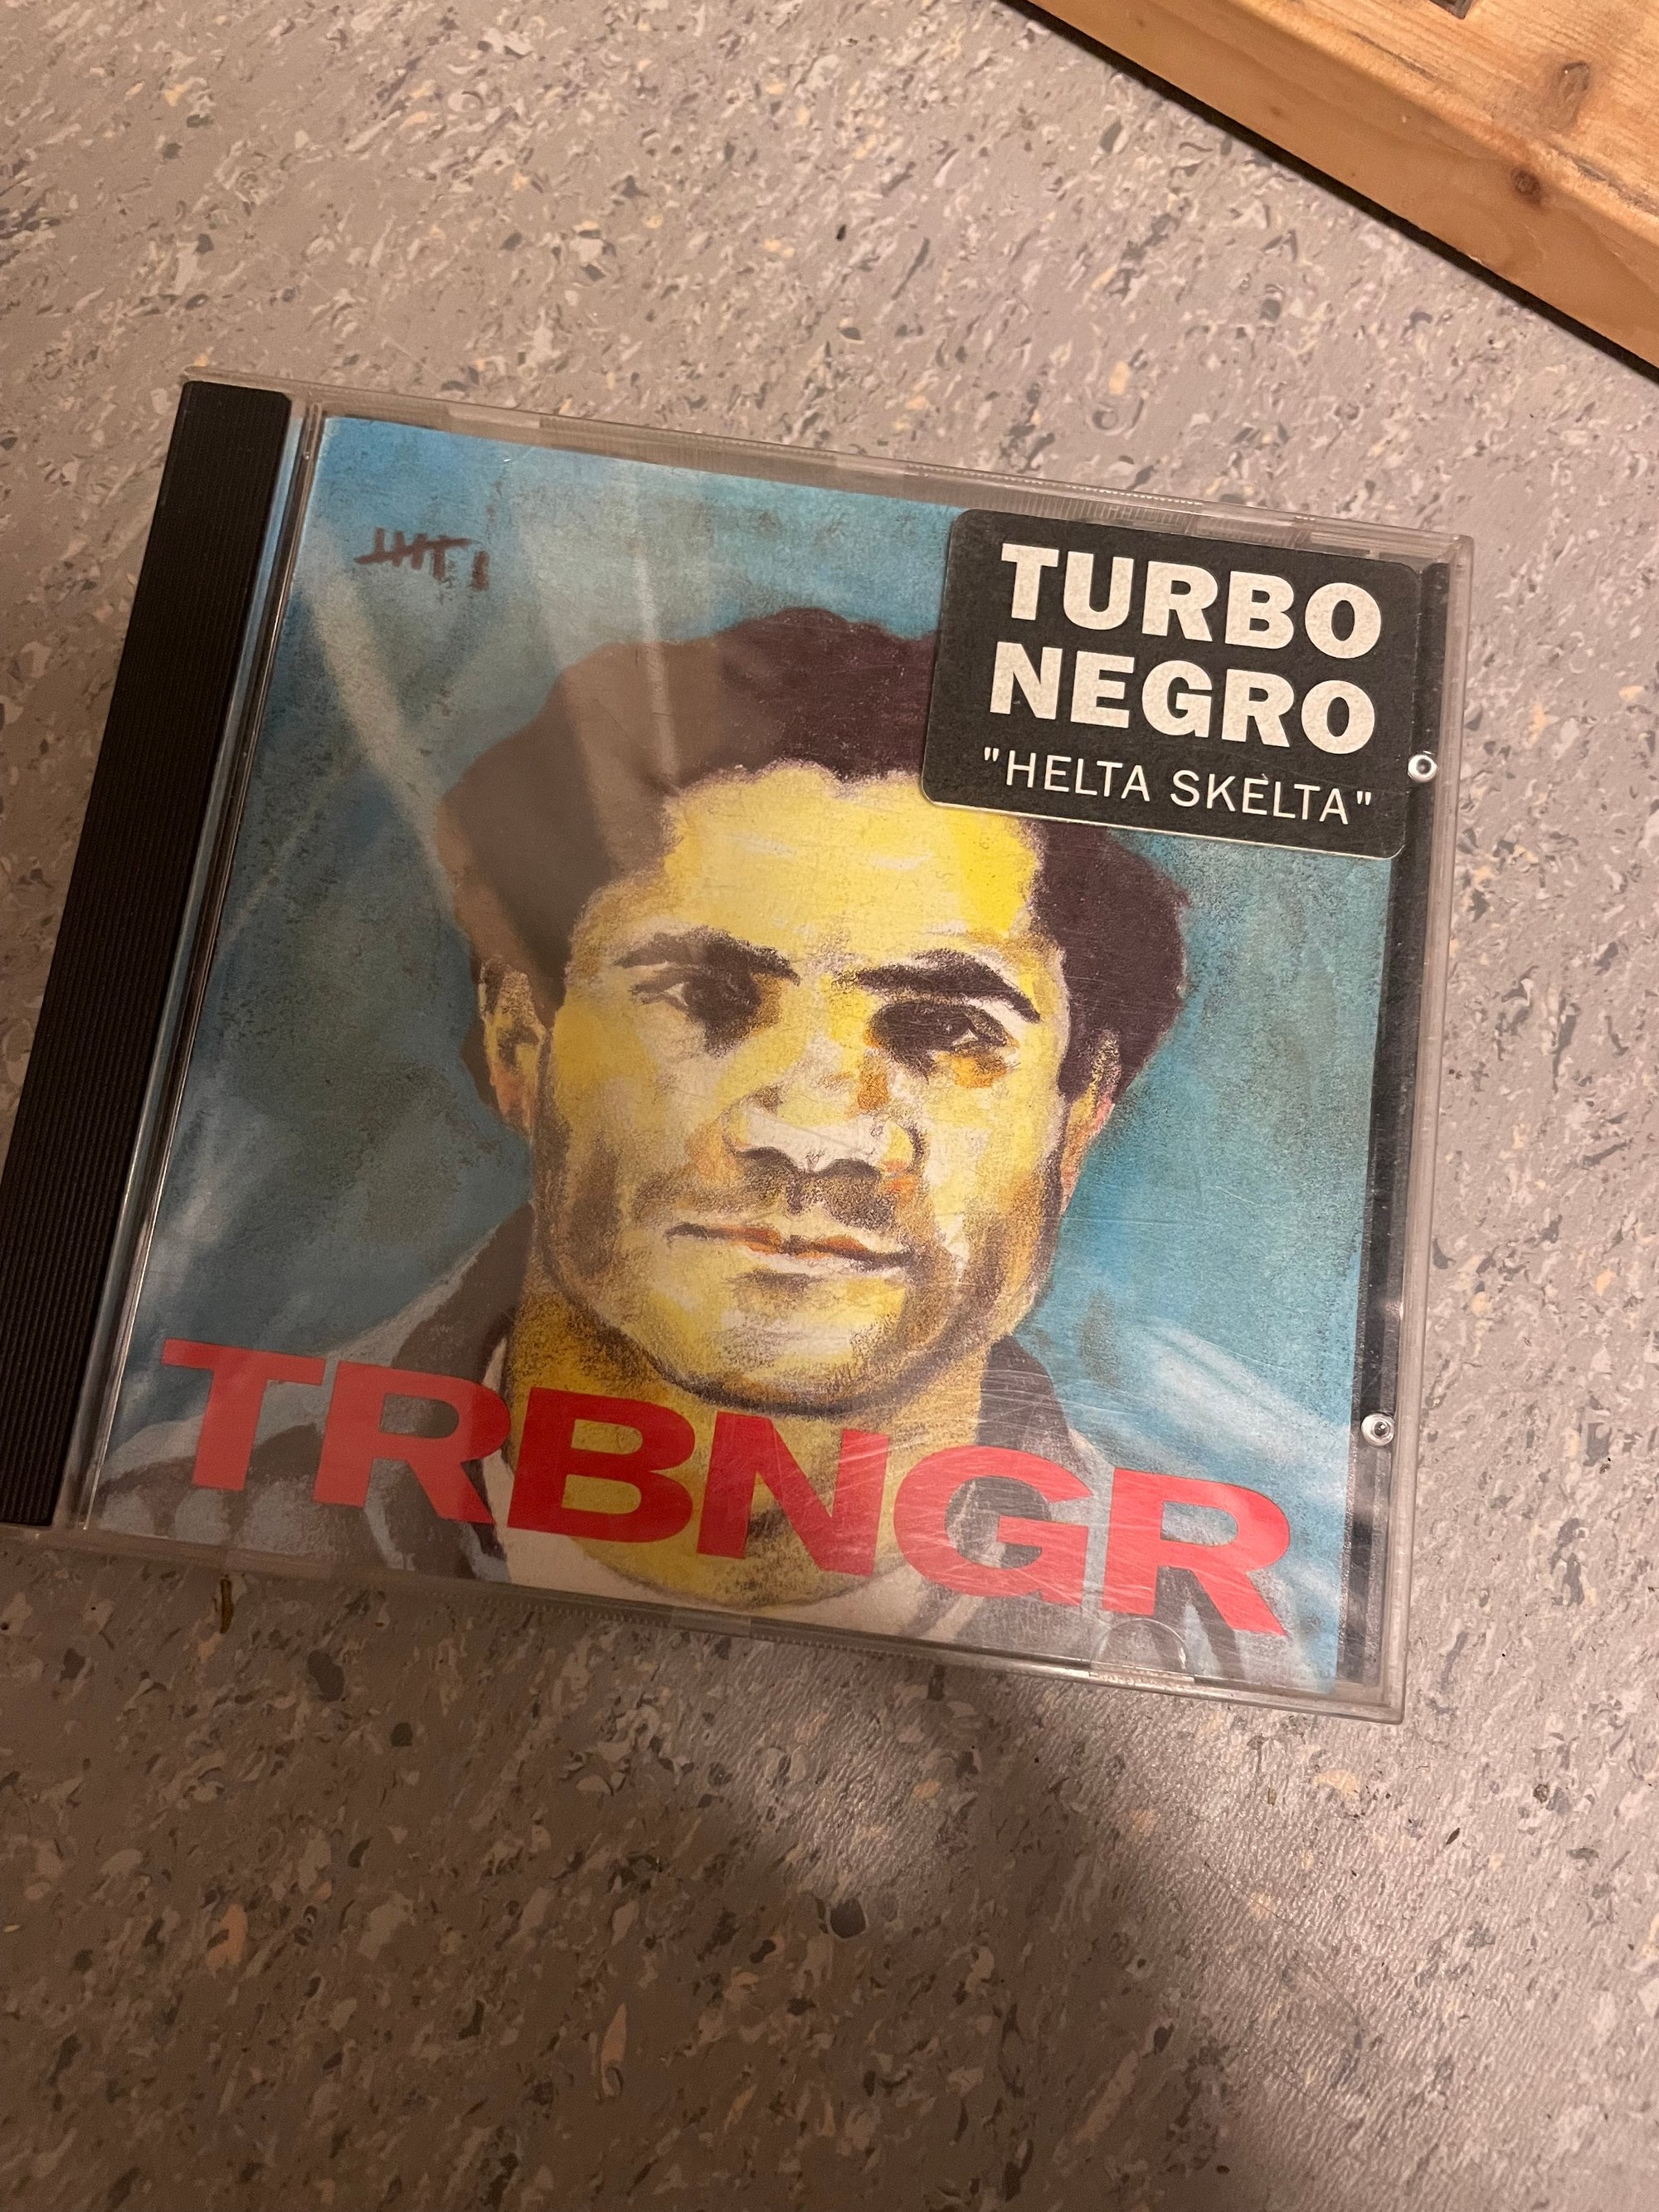 TURBO
NEGRO
"HELTA SKELTA"
TRBNGR